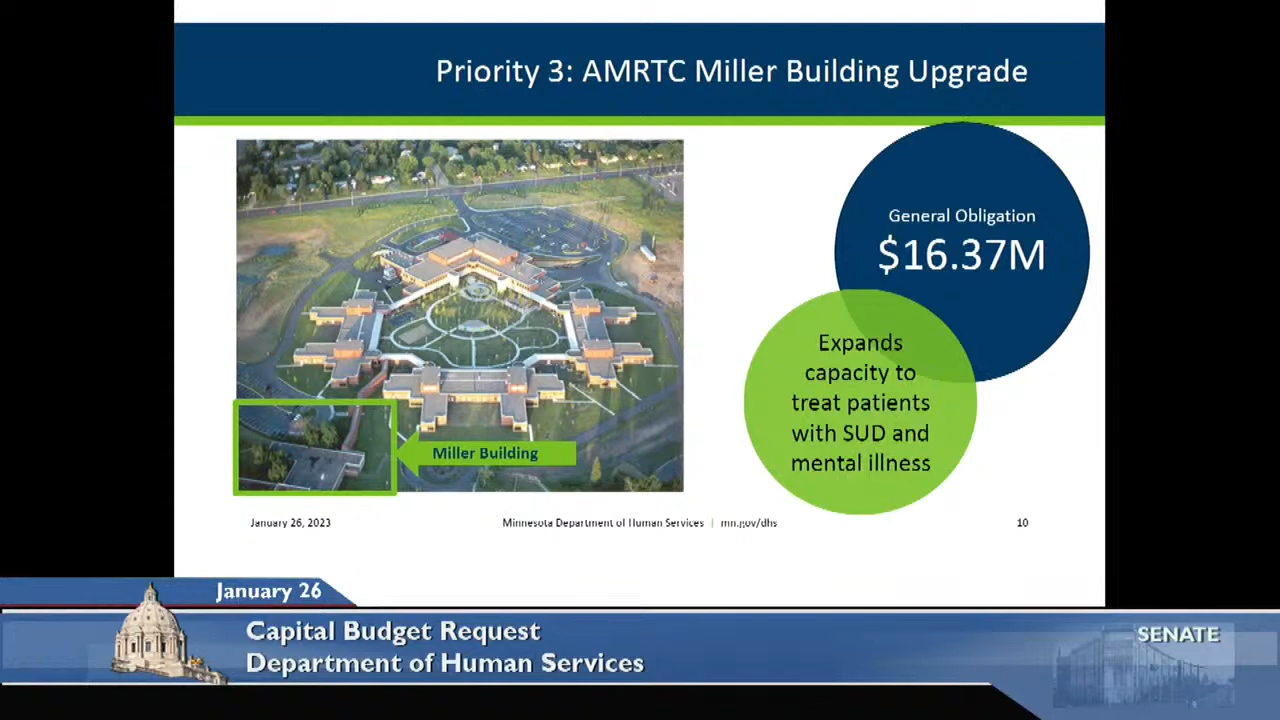 Priority 3: AMRTC Miller Building Upgrade
General Obligation
$16.37M
Expands
capacity to
treat patients
with SUD and
mental illness
Miller Building
January 26, 2023
Minnesota Department of Human Services | mn.gov/dhs
10
January 26
Capital Budget Request
Department of Human Services
SENATE